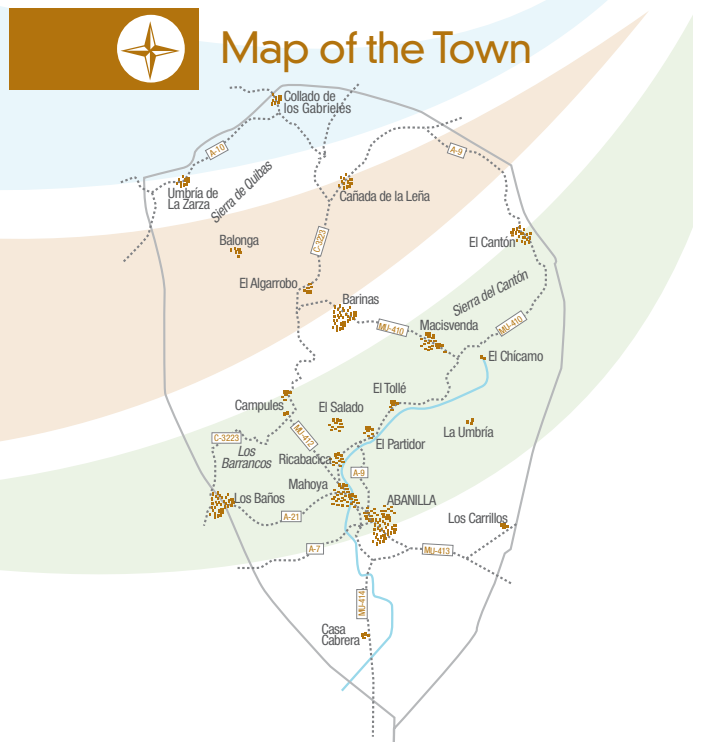 Map of the Town
Collado de
los Gabrieles
A-10
A-9
Umbría de
La Zarza
Sierra de Quibas
Cañada de la Leña
Balonga
C-3223
El Cantón
El Algarrobo
Sierra del Cantón
Barinas
MU-410
Macisvenda
MU-410
El Chícamo
El Tollé
Campules
El Salado
La Umbría
C-3223
MU-412
El Partidor
Los
Barrancos
Ricabacica
A-9
Mahoya
Los Baños
ABANILLA
A-21
Los Carrillos
A-7
MU-413
MU-414
Casa
Cabrera